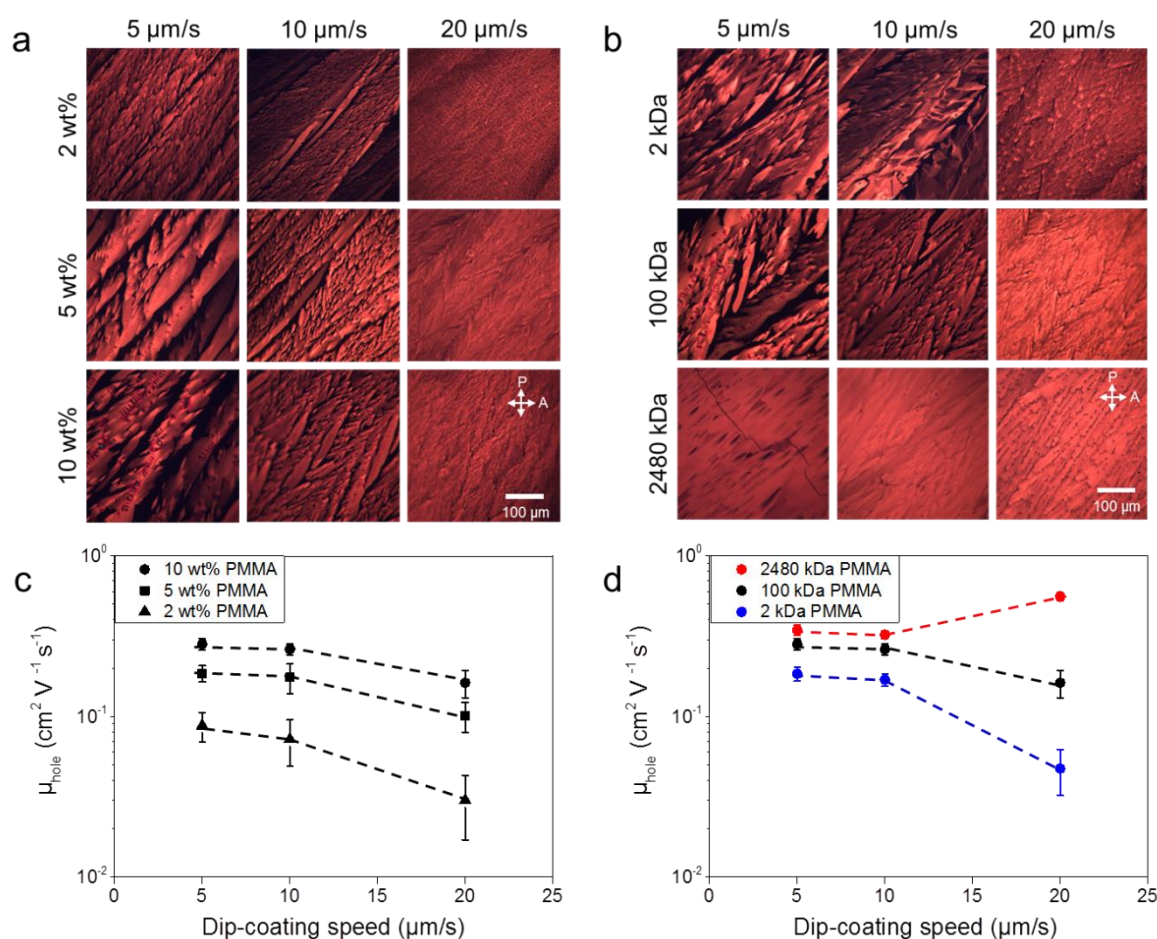 a
5 μm/s 10 μm/s 20 μm/s
2 wt%
5 wt%
10 wt%
P
A
100 μm
b
5 μm/s 10 μm/s 20 μm/s
2 kDa
100 kDa
2480 kDa
P
A
100 μm
c
10⁰
10⁻¹
10⁻²
μhole (cm² V ⁻¹ s⁻¹)
10 wt% PMMA
5 wt% PMMA
2 wt% PMMA
0 5 10 15 20 25
Dip-coating speed (μm/s)
d
10⁰
10⁻¹
10⁻²
μhole (cm² V ⁻¹ s⁻¹)
2480 kDa PMMA
100 kDa PMMA
2 kDa PMMA
0 5 10 15 20 25
Dip-coating speed (μm/s)